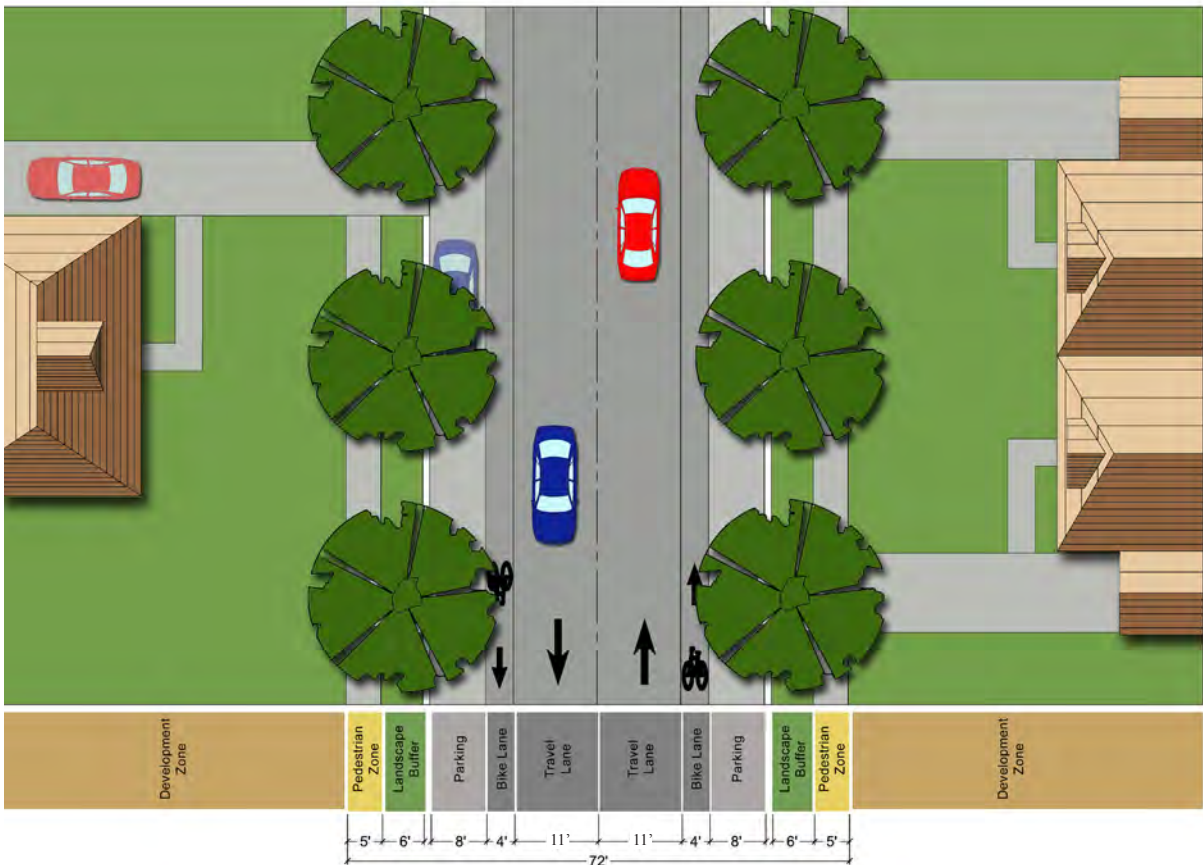 Development
Zone
Pedestrian
Zone
Landscape
Buffer
Parking
Bike Lane
Travel
Lane
Travel
Lane
Bike Lane
Parking
Landscape
Buffer
Pedestrian
Zone
Development
Zone
5' 6' 8' 4' 11' 11' 4' 8' 6' 5'
72'